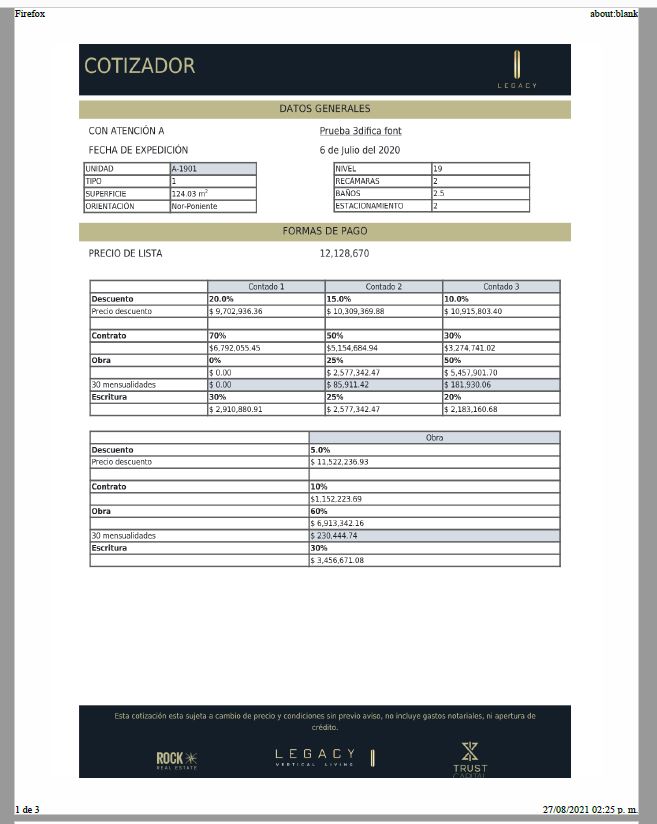 Firefox about:blank
COTIZADOR
LEGACY
DATOS GENERALES
CON ATENCIÓN A Prueba 3difica font
FECHA DE EXPEDICIÓN 6 de Julio del 2020
UNIDAD A-1901 NIVEL 19
TIPO 1 RECÁMARAS 2
SUPERFICIE 124.03 m² BAÑOS 2.5
ORIENTACIÓN Nor-Poniente ESTACIONAMIENTO 2
FORMAS DE PAGO
PRECIO DE LISTA 12,128,670
Contado 1 Contado 2 Contado 3
Descuento 20.0% 15.0% 10.0%
Precio descuento $ 9,702,936.36 $ 10,309,369.88 $ 10,915,803.40
Contrato 70% 50% 30%
$6,792,055.45 $5,154,684.94 $3,274,741.02
Obra 0% 25% 50%
$ 0.00 $ 2,577,342.47 $ 5,457,901.70
30 mensualidades $ 0.00 $ 85,911.42 $ 181,930.06
Escritura 30% 25% 20%
$ 2,910,880.91 $ 2,577,342.47 $ 2,183,160.68
Obra
Descuento 5.0%
Precio descuento $ 11,522,236.93
Contrato 10%
$1,152,223.69
Obra 60%
$ 6,913,342.16
30 mensualidades $ 230,444.74
Escritura 30%
$ 3,456,671.08
Esta cotización esta sujeta a cambio de precio y condiciones sin previo aviso, no incluye gastos notariales, ni apertura de
crédito.
ROCK REAL ESTATE
LEGACY VERTICAL LIVING
TRUST CAPITAL
1 de 3 27/08/2021 02:25 p. m.